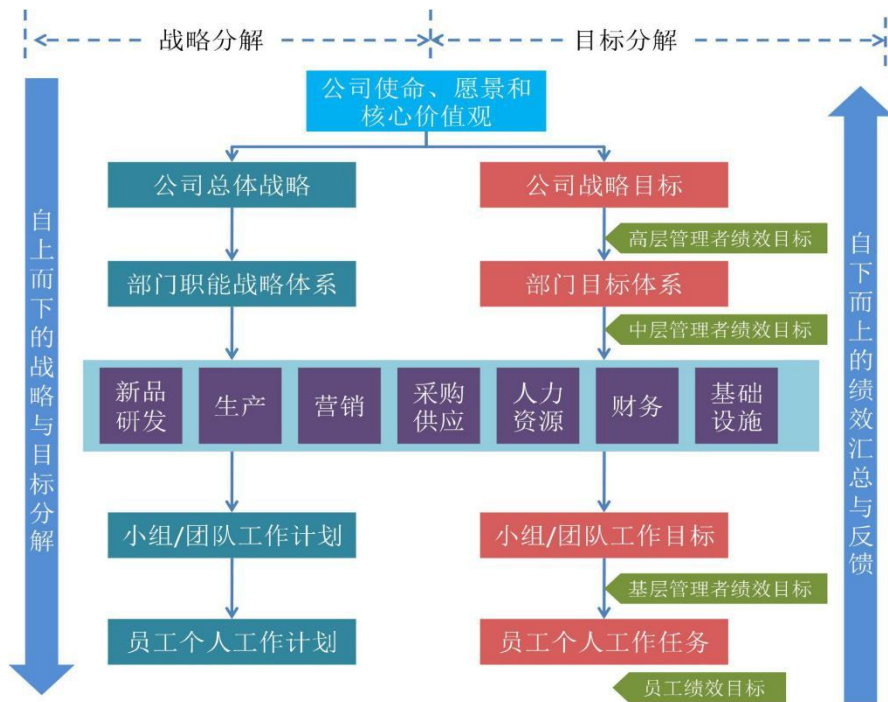 战略分解
目标分解
公司使命、愿景和
核心价值观
公司总体战略
公司战略目标
高层管理者绩效目标
部门职能战略体系
部门目标体系
中层管理者绩效目标
新品
研发
生产
营销
采购
供应
人力
资源
财务
基础
设施
小组/团队工作计划
小组/团队工作目标
基层管理者绩效目标
员工个人工作计划
员工个人工作任务
员工绩效目标
自上而下的战略与目标分解
自下而上的绩效汇总与反馈